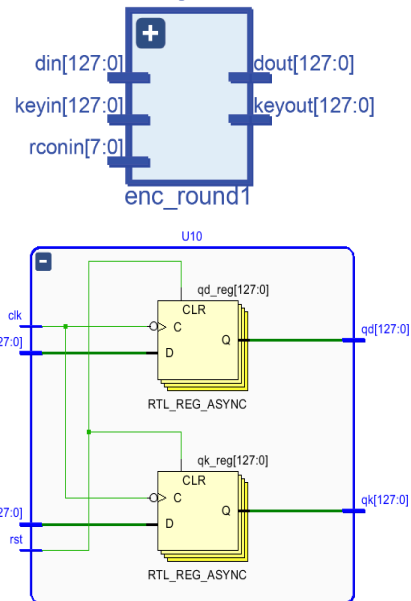 din[127:0]
dout[127:0]
keyin[127:0]
keyout[127:0]
rconin[7:0]
enc_round1
U10
qd_reg[127:0]
CLR
clk
C
qd[127:0]
Q
27:0]
D
RTL_REG_ASYNC
qk_reg[127:0]
CLR
C
qk[127:0]
Q
27:0]
D
rst
RTL_REG_ASYNC